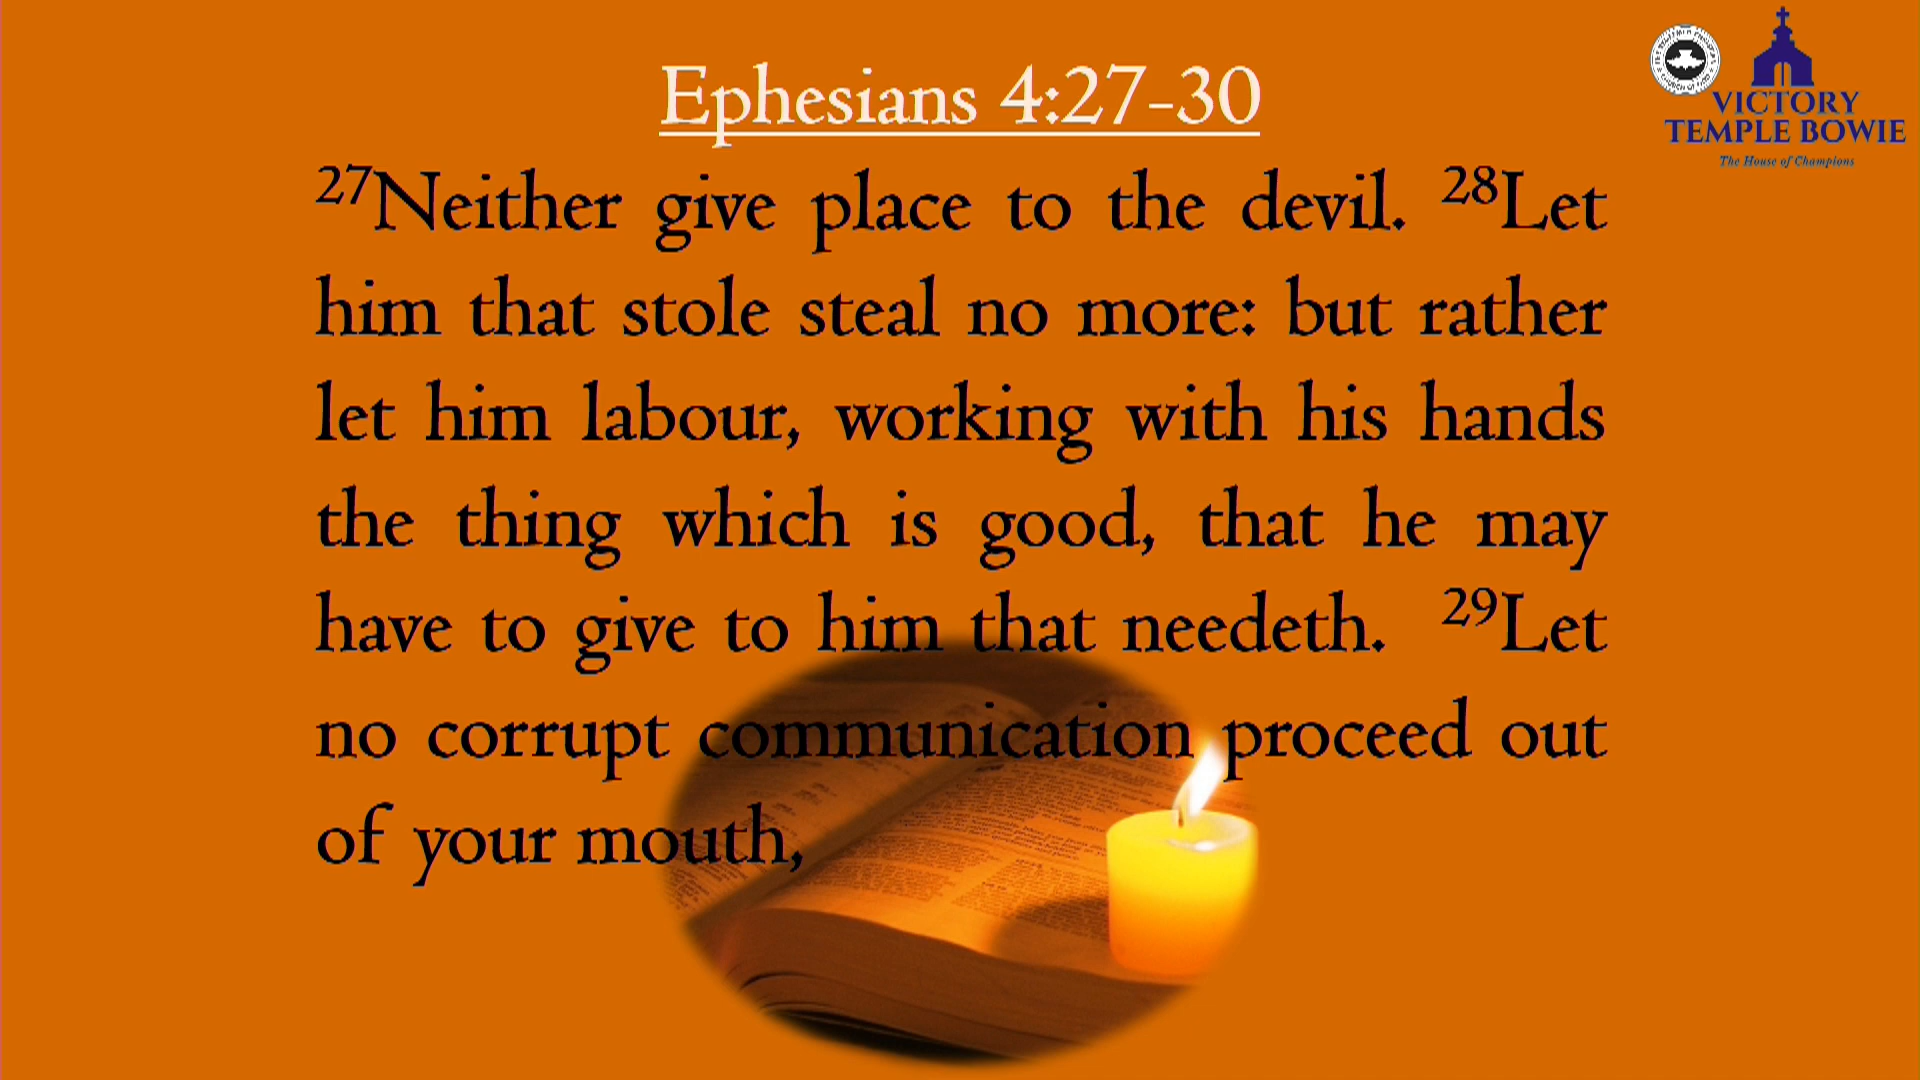 Ephesians 4:27-30
VICTORY
TEMPLE BOWIE
The House of Champions
²⁷Neither give place to the devil. ²⁸Let
him that stole steal no more: but rather
let him labour, working with his hands
the thing which is good, that he may
have to give to him that needeth. ²⁹Let
no corrupt communication proceed out
of your mouth,